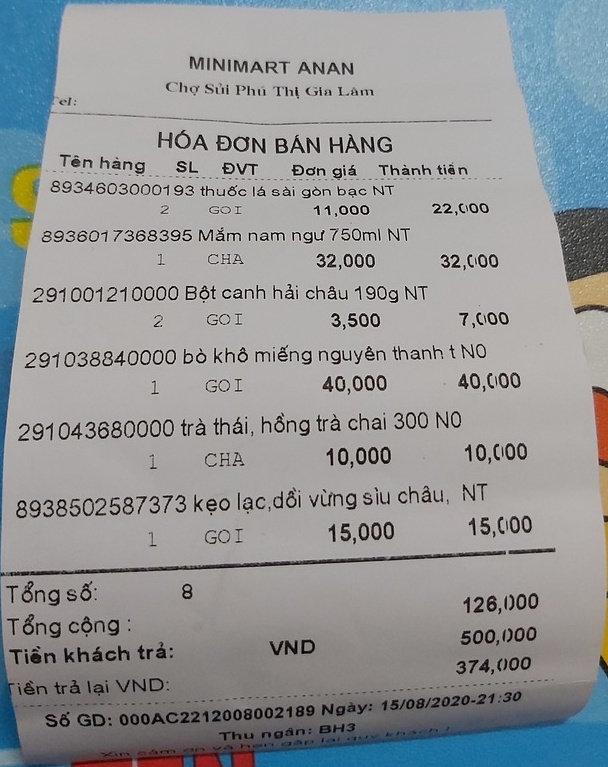 MINIMART ANAN
Chợ Sủi Phú Thị Gia Lâm
Tel:
HÓA ĐƠN BÁN HÀNG
Tên hàng SL ĐVT Đơn giá Thành tiền
8934603000193 thuốc lá sài gòn bạc NT
2 GOI 11,000 22,000
8936017368395 Mắm nam ngư 750ml NT
1 CHA 32,000 32,000
291001210000 Bột canh hải châu 190g NT
2 GOI 3,500 7,000
291038840000 bò khô miếng nguyên thanh t N0
1 GOI 40,000 40,000
291043680000 trà thái, hồng trà chai 300 N0
1 CHA 10,000 10,000
8938502587373 kẹo lạc,dồi vừng sìu châu, NT
1 GOI 15,000 15,000
Tổng số: 8
Tổng cộng : 126,000
Tiền khách trả: VND 500,000
Tiền trả lại VND: 374,000
Số GD: 000AC2212008002189 Ngày: 15/08/2020-21:30
Thu ngân: BH3
Xin cảm ơn và hẹn gặp lại quý khách !